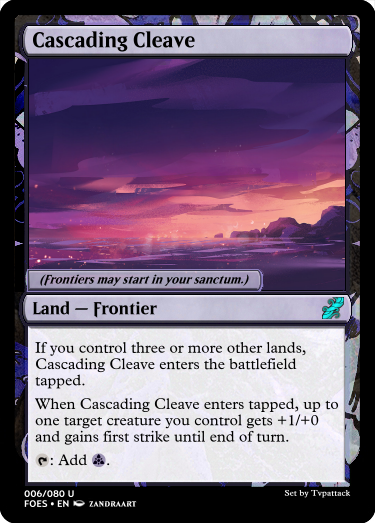 Cascading Cleave
(Frontiers may start in your sanctum.)
Land — Frontier
If you control three or more other lands,
Cascading Cleave enters the battlefield
tapped.
When Cascading Cleave enters tapped, up to
one target creature you control gets +1/+0
and gains first strike until end of turn.
: Add .
006/080 U
FOES • EN ZANDRAART
Set by Tvpattack